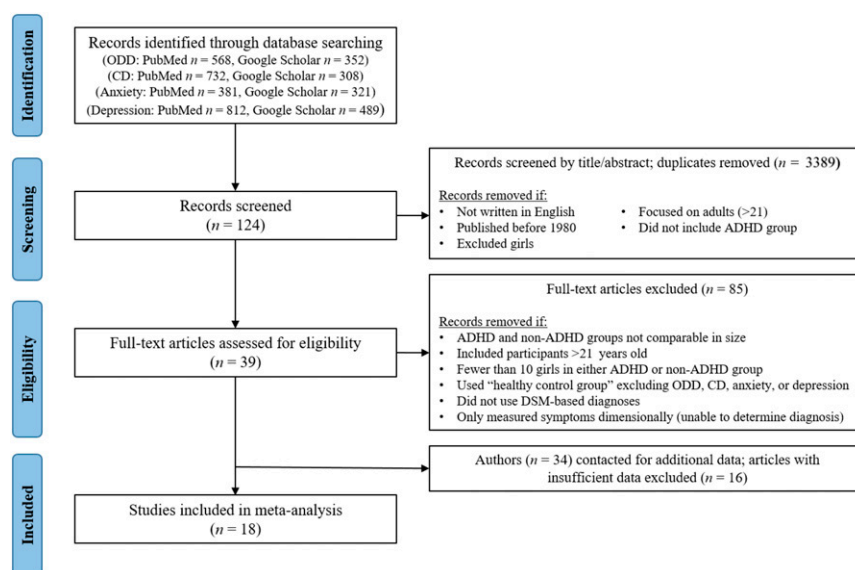 Identification
Records identified through database searching
(ODD: PubMed n = 568, Google Scholar n = 352)
(CD: PubMed n = 732, Google Scholar n = 308)
(Anxiety: PubMed n = 381, Google Scholar n = 321)
(Depression: PubMed n = 812, Google Scholar n = 489)
Screening
Records screened
(n = 124)
Records screened by title/abstract; duplicates removed (n = 3389)
Records removed if:
• Not written in English
• Published before 1980
• Excluded girls
• Focused on adults (>21)
• Did not include ADHD group
Eligibility
Full-text articles assessed for eligibility
(n = 39)
Full-text articles excluded (n = 85)
Records removed if:
• ADHD and non-ADHD groups not comparable in size
• Included participants >21 years old
• Fewer than 10 girls in either ADHD or non-ADHD group
• Used “healthy control group” excluding ODD, CD, anxiety, or depression
• Did not use DSM-based diagnoses
• Only measured symptoms dimensionally (unable to determine diagnosis)
Included
Authors (n = 34) contacted for additional data; articles with
insufficient data excluded (n = 16)
Studies included in meta-analysis
(n = 18)